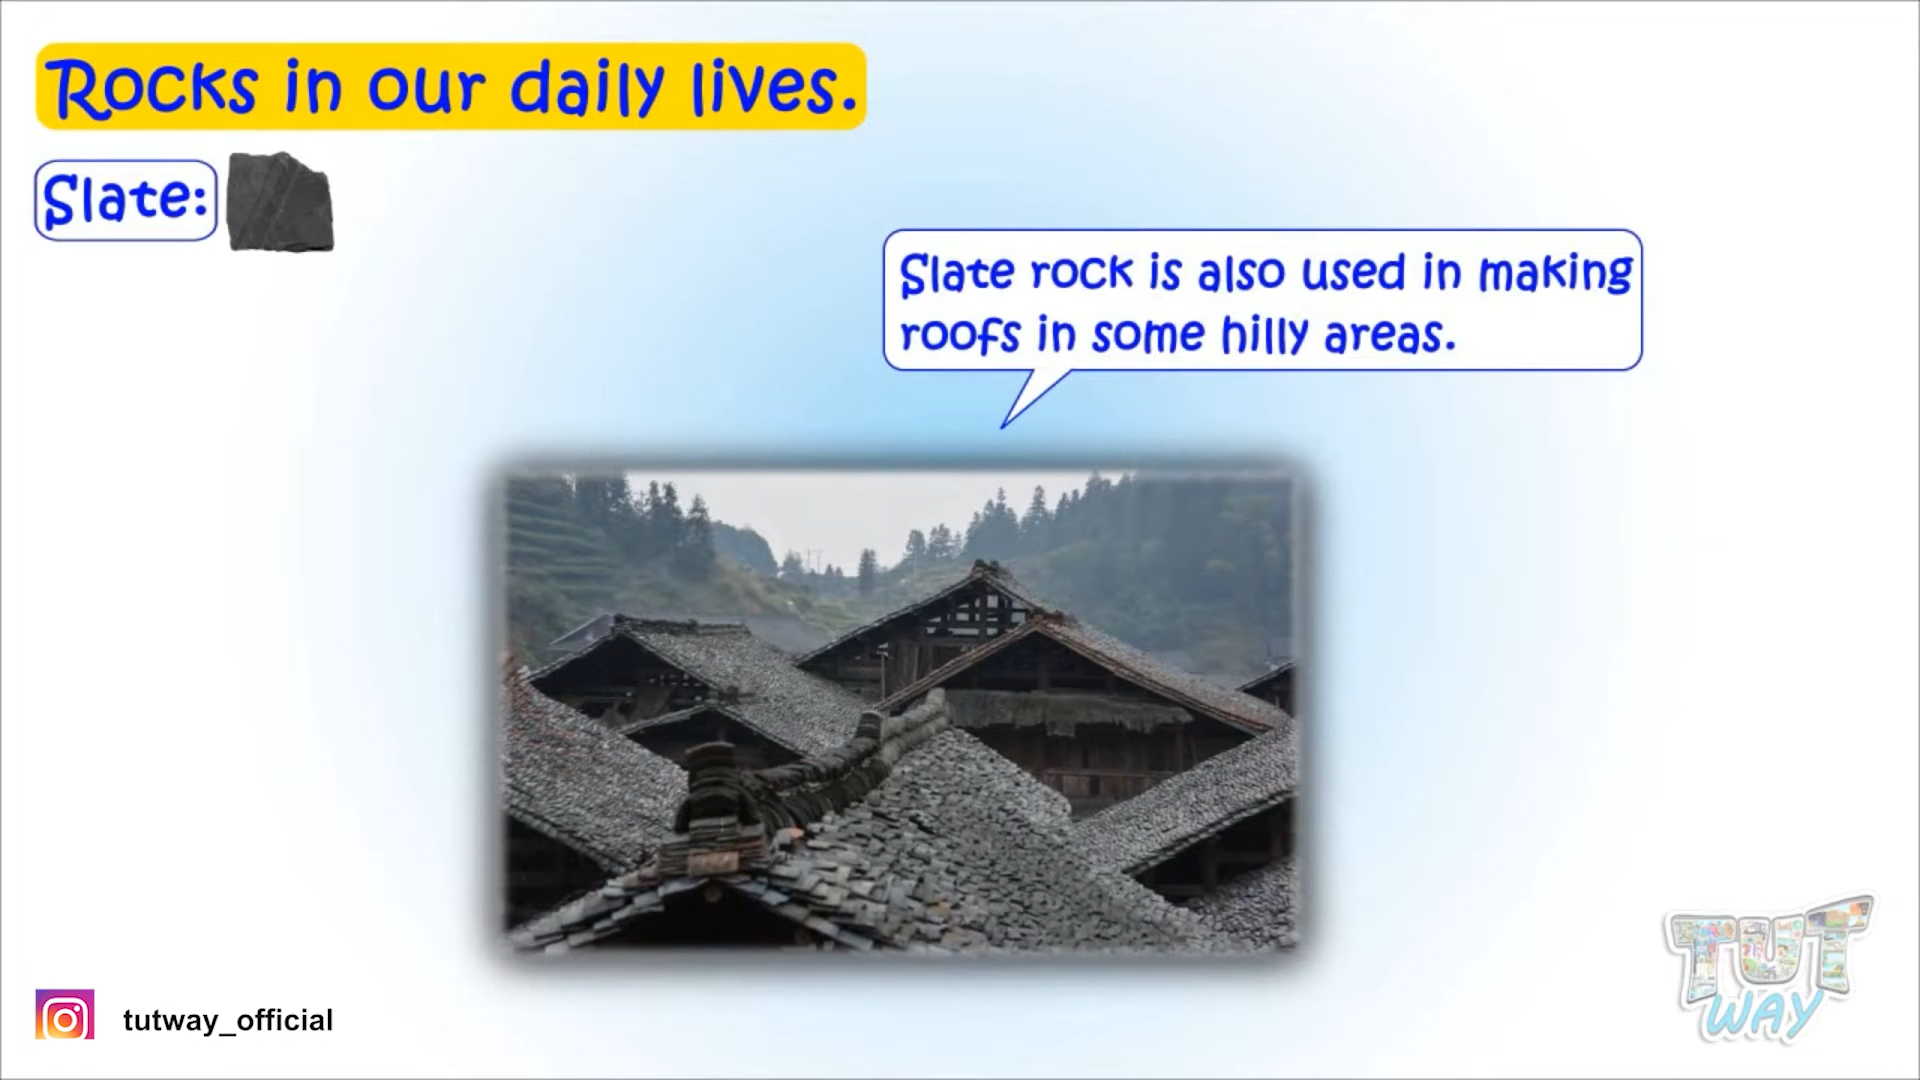 Rocks in our daily lives.
Slate:
Slate rock is also used in making
roofs in some hilly areas.
tutway_official
TUT
WAY